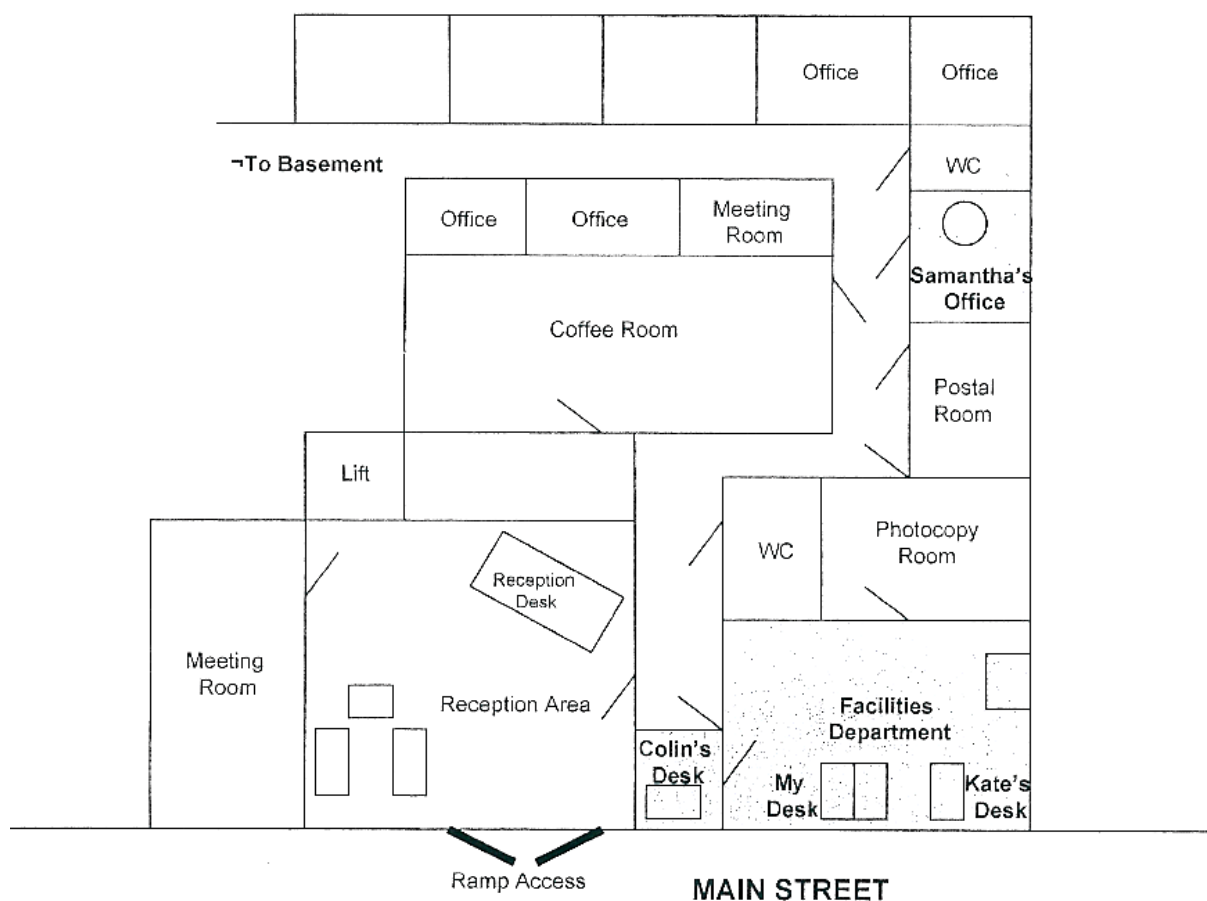 Office
Office
¬To Basement
WC
Office
Office
Meeting
Room
Samantha's
Office
Coffee Room
Postal
Room
Lift
WC
Photocopy
Room
Reception
Desk
Meeting
Room
Reception Area
Facilities
Department
Colin's
Desk
My
Desk
Kate's
Desk
Ramp Access
MAIN STREET